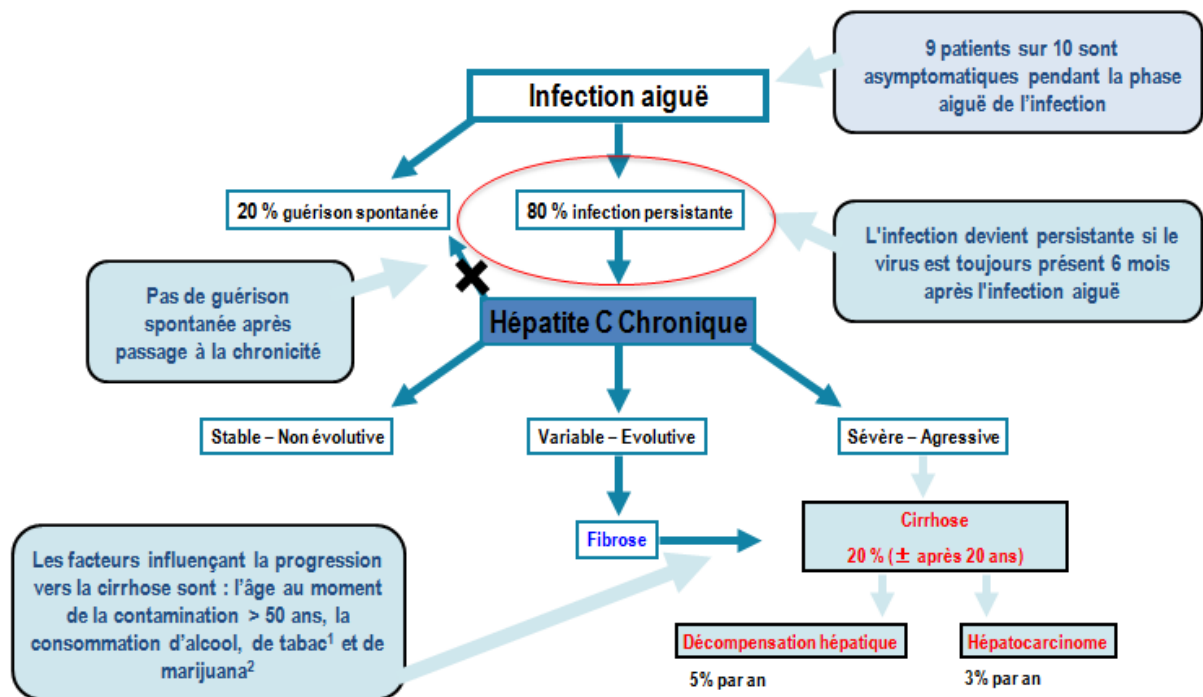 9 patients sur 10 sont
asymptomatiques pendant la phase
aiguë de l'infection
Infection aiguë
20 % guérison spontanée
80 % infection persistante
L'infection devient persistante si le
virus est toujours présent 6 mois
après l'infection aiguë
Pas de guérison
spontanée après
passage à la chronicité
Hépatite C Chronique
Stable – Non évolutive
Variable – Evolutive
Sévère – Agressive
Fibrose
Cirrhose
20 % (± après 20 ans)
Les facteurs influençant la progression
vers la cirrhose sont : l'âge au moment
de la contamination > 50 ans, la
consommation d'alcool, de tabac¹ et de
marijuana²
Décompensation hépatique
Hépatocarcinome
5% par an
3% par an